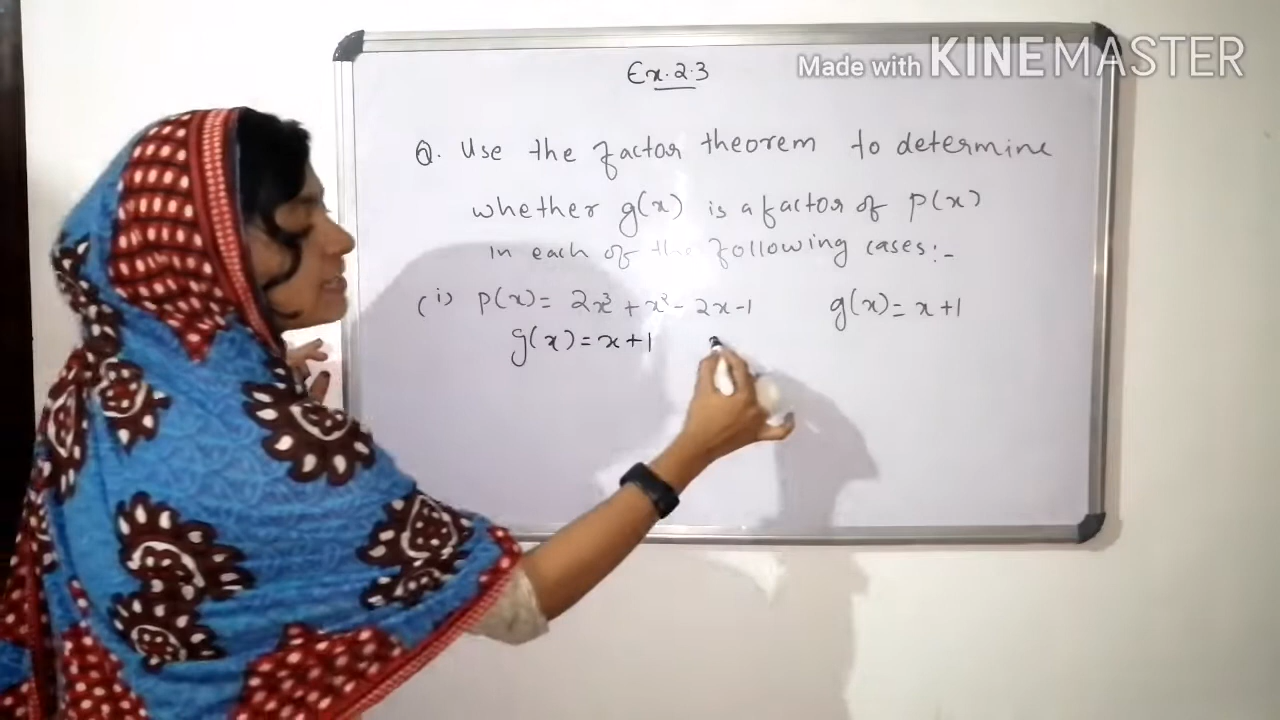 Made with KINEMASTER
Ex. 2.3
Q. Use the factor theorem to determine
whether g(x) is a factor of p(x)
in each of the following cases:-
(i) p(x) = 2x³ + x² - 2x - 1 g(x) = x + 1
g(x) = x + 1